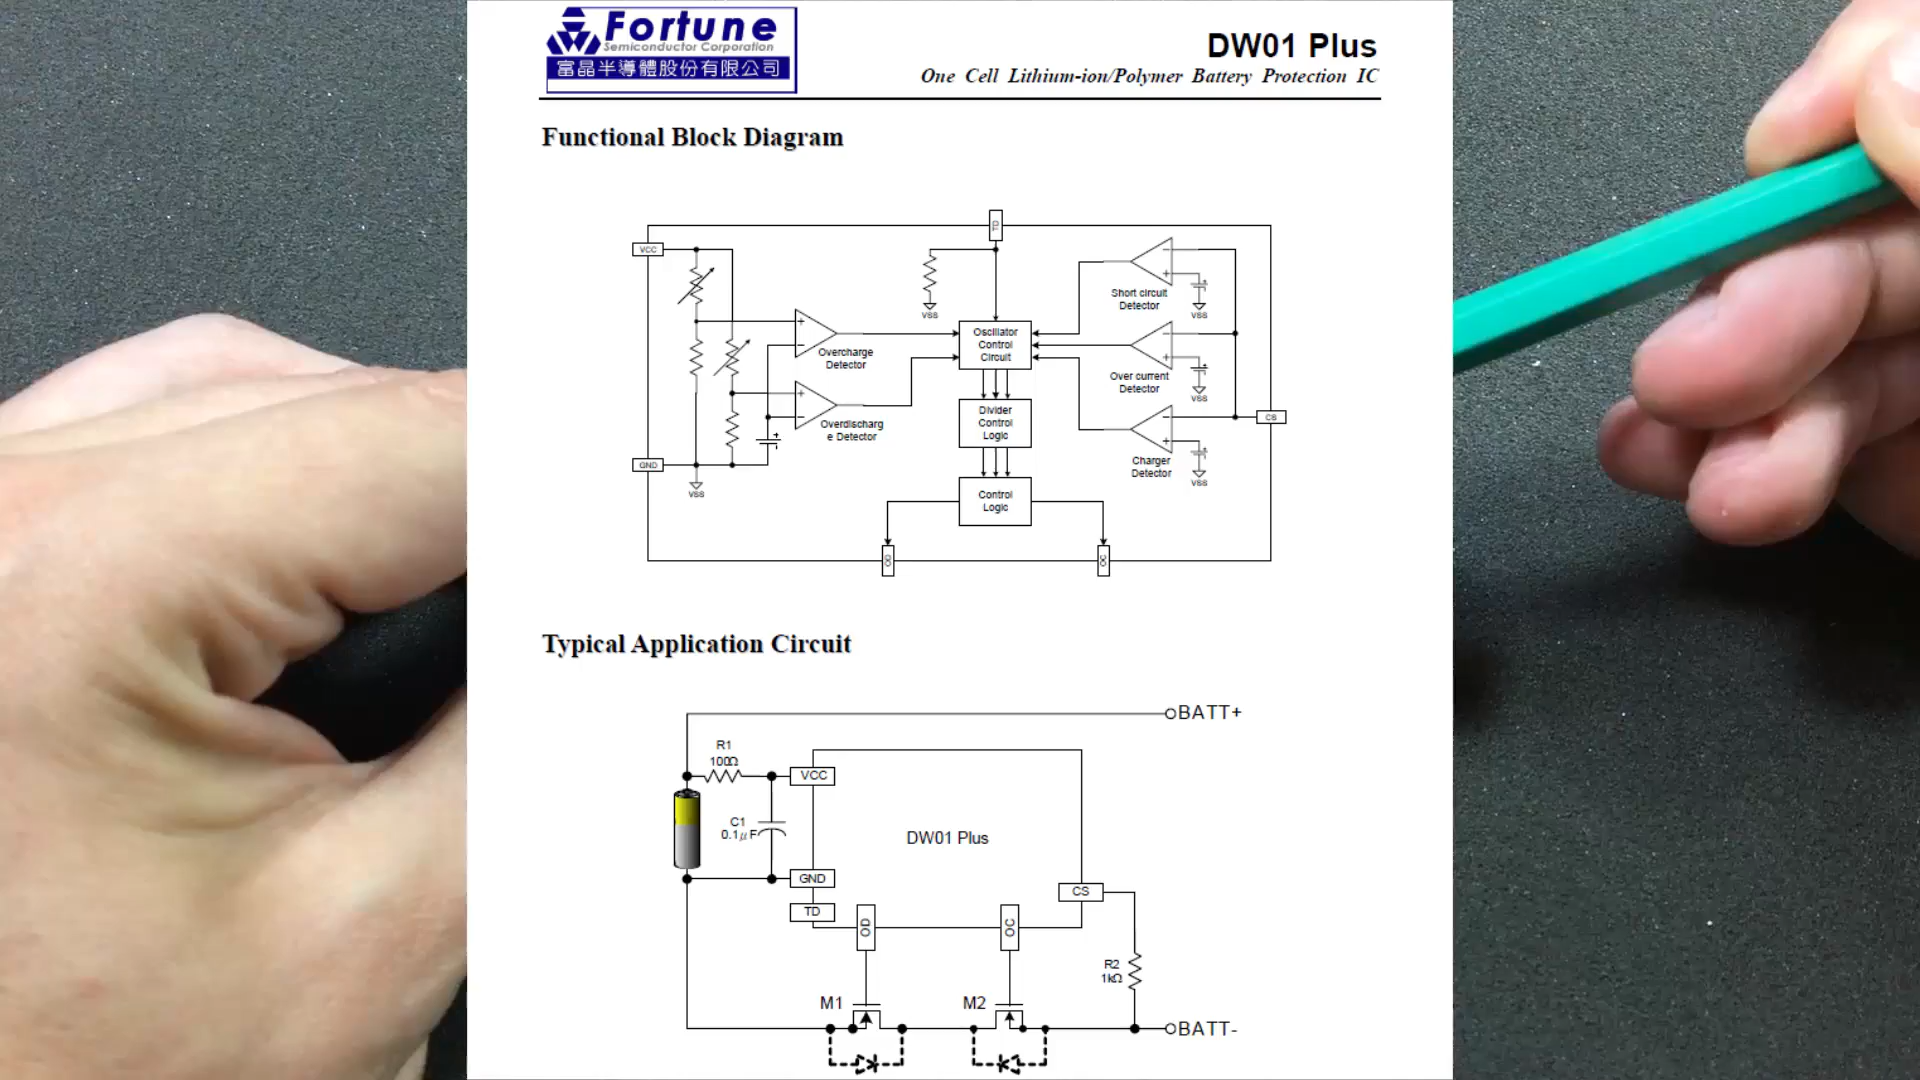 Fortune
Semiconductor Corporation
富晶半導體股份有限公司
DW01 Plus
One Cell Lithium-ion/Polymer Battery Protection IC
Functional Block Diagram
TD
VCC
VSS
Short circuit
Detector
VSS
Oscillator
Control
Circuit
Overcharge
Detector
Over current
Detector
VSS
Divider
Control
Logic
Overdischarg
e Detector
CS
GND
VSS
Charger
Detector
VSS
Control
Logic
OD
OC
Typical Application Circuit
BATT+
R1
100Ω
VCC
C1
0.1μF
DW01 Plus
GND
CS
TD
OD
OC
R2
1kΩ
M1
M2
BATT-